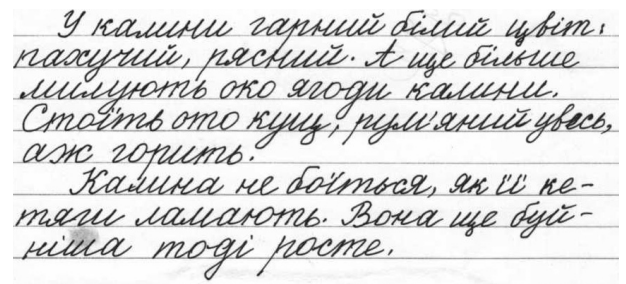 У калини гарний білий цвіт:
пахучий, рясний. А ще більше
милують око ягоди калини.
Стоїть ото кущ, рум'яний увесь,
аж горить.
Калина не боїться, як її ке-
тяги ламають. Вона ще буй-
ніша тоді росте.